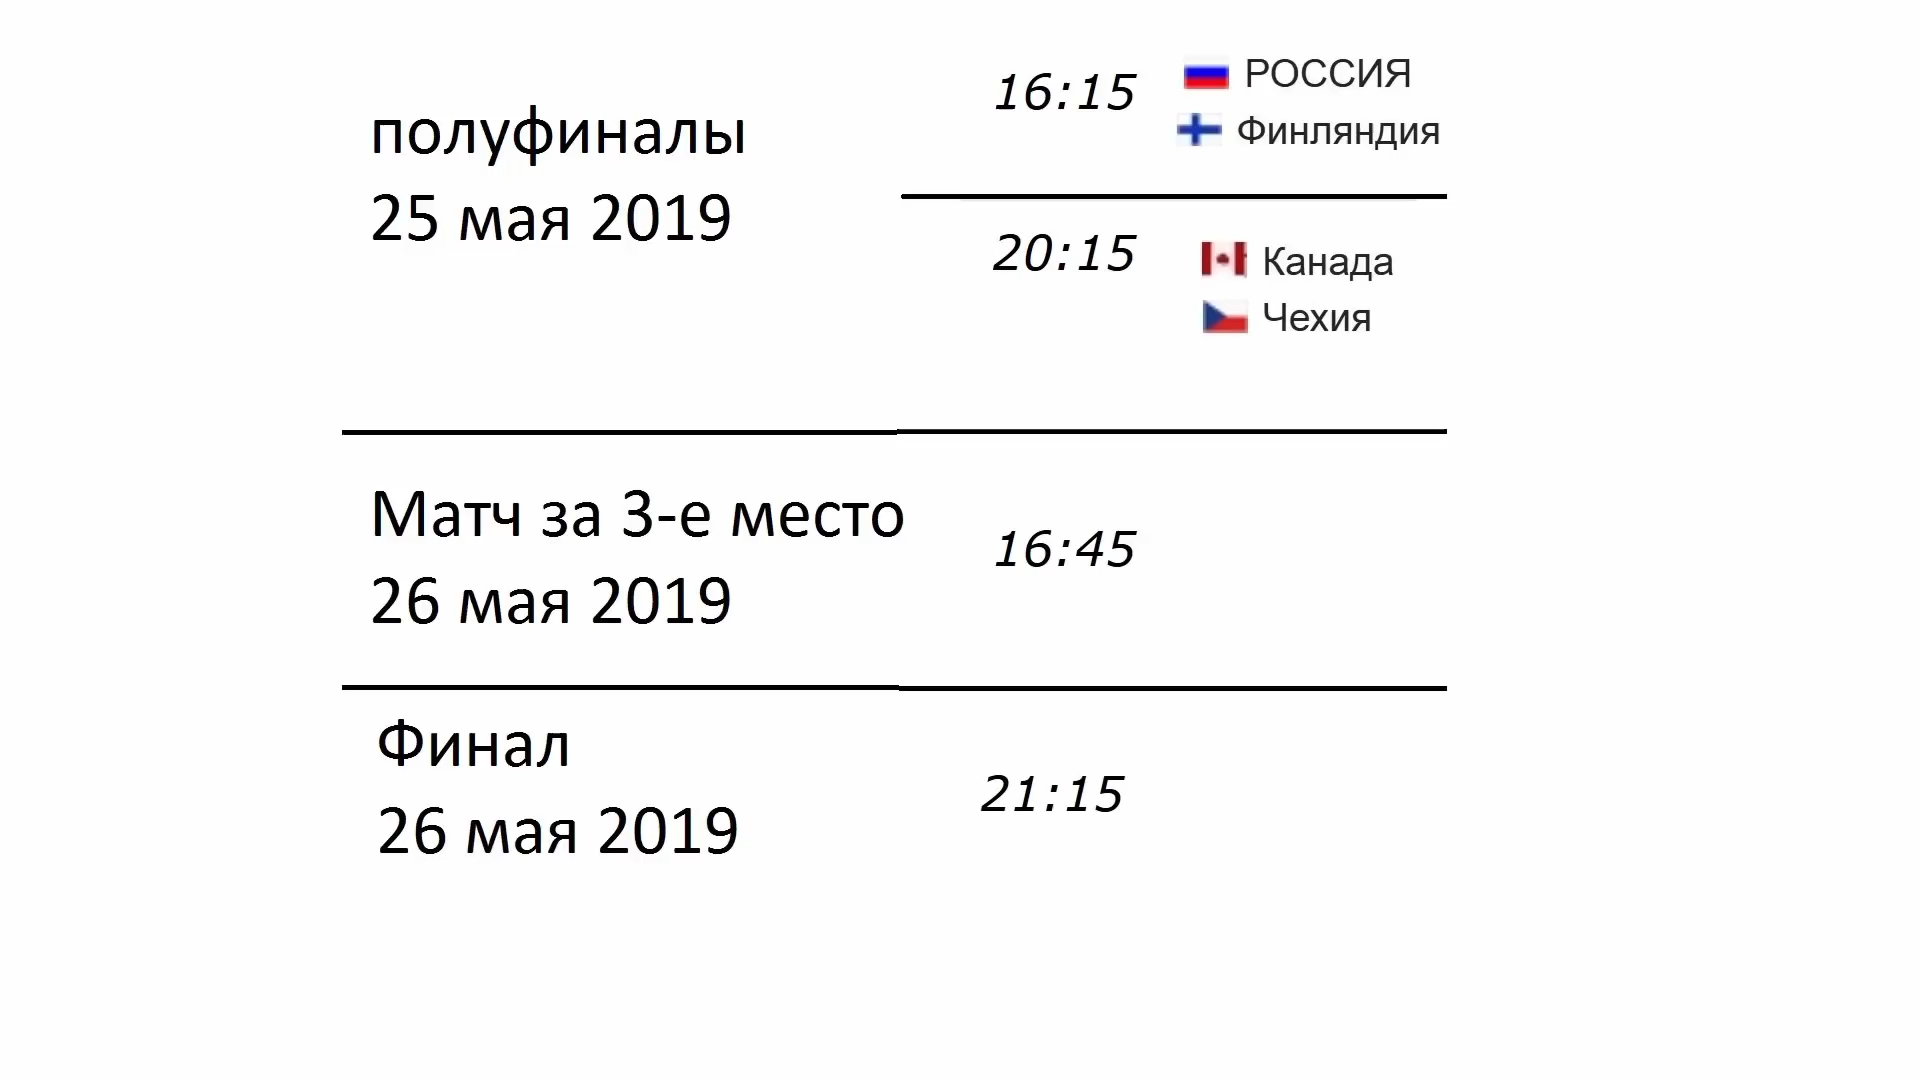 полуфиналы
25 мая 2019
16:15
РОССИЯ
Финляндия
20:15
Канада
Чехия
Матч за 3-е место
26 мая 2019
16:45
Финал
26 мая 2019
21:15